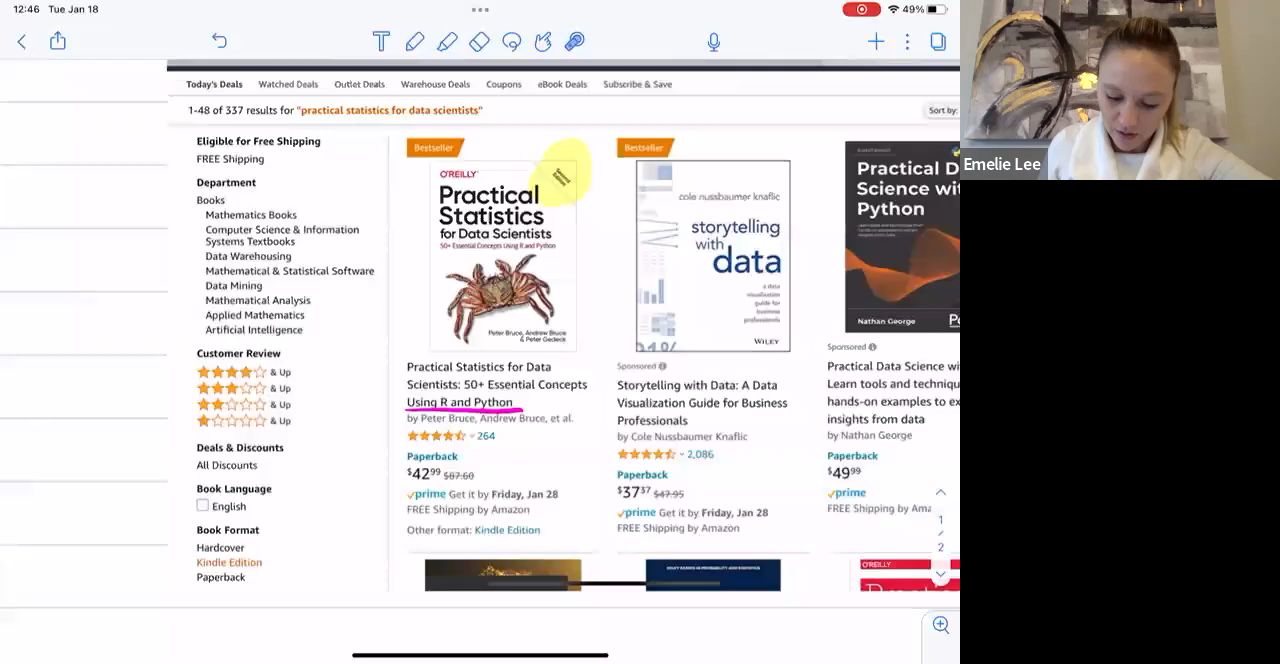 12:46 Tue Jan 18
49%
Today's Deals Watched Deals Outlet Deals Warehouse Deals Coupons eBook Deals Subscribe & Save
1-48 of 337 results for "practical statistics for data scientists"
Sort by:
Eligible for Free Shipping
FREE Shipping
Department
Books
Mathematics Books
Computer Science & Information
Systems Textbooks
Data Warehousing
Mathematical & Statistical Software
Data Mining
Mathematical Analysis
Applied Mathematics
Artificial Intelligence
Customer Review
& Up
& Up
& Up
& Up
Deals & Discounts
All Discounts
Book Language
English
Book Format
Hardcover
Kindle Edition
Paperback
Bestseller
O'REILLY
Practical
Statistics
for Data Scientists
50+ Essential Concepts Using R and Python
Peter Bruce, Andrew Bruce
& Peter Gedeck
Practical Statistics for Data
Scientists: 50+ Essential Concepts
Using R and Python
by Peter Bruce, Andrew Bruce, et al.
264
Paperback
$42.99 $87.60
prime Get it by Friday, Jan 28
FREE Shipping by Amazon
Other format: Kindle Edition
Bestseller
cole nussbaumer knaflic
storytelling
with
data
a data
visualization
guide for
business
professionals
WILEY
Sponsored
Storytelling with Data: A Data
Visualization Guide for Business
Professionals
by Cole Nussbaumer Knaflic
2,086
Paperback
$37.37 $47.95
prime Get it by Friday, Jan 28
FREE Shipping by Amazon
Practical D
Science wi
Python
Nathan George
Sponsored
Practical Data Science wi
Learn tools and techniqu
hands-on examples to ex
insights from data
by Nathan George
Paperback
$49.99
prime
FREE Shipping by Ama
1
/
2
O'REILLY
Emelie Lee